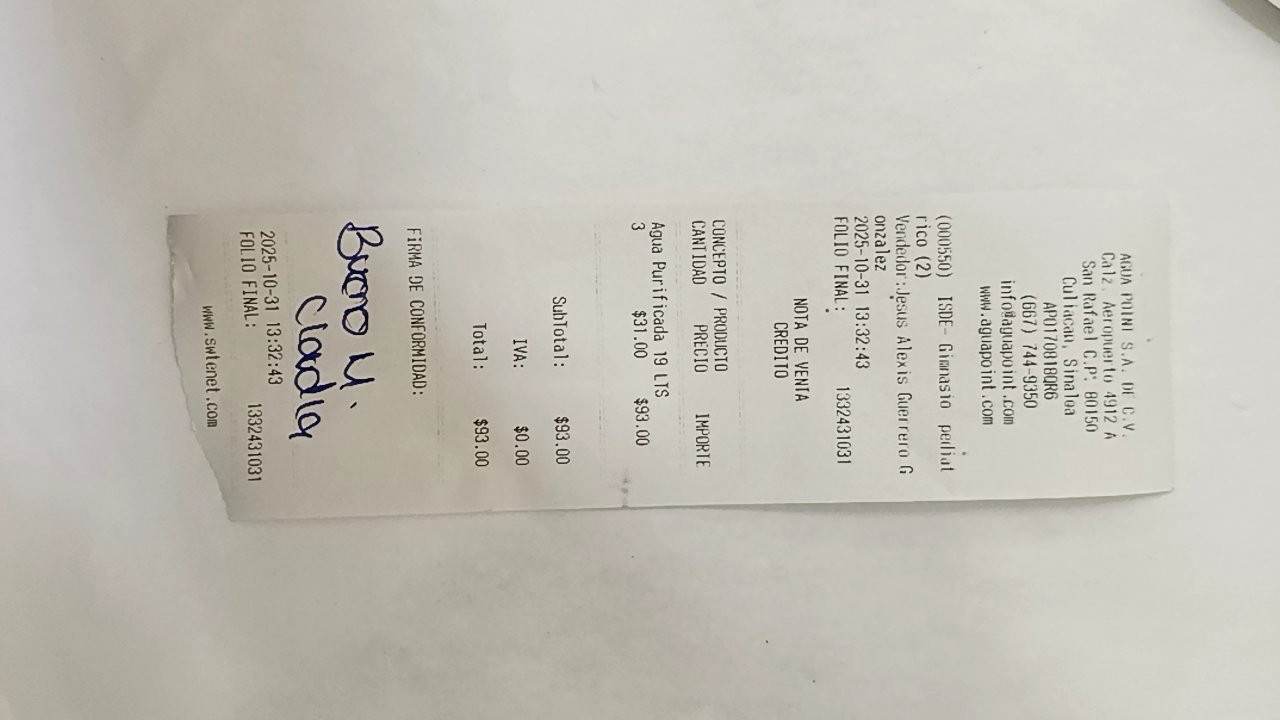 AGUA POINT S.A. DE C.V.
Calz. Aeropuerto 4912 A
San Rafael C.P: 80150
Culiacan, Sinaloa
APO170818QR6
(667) 744-9350
info@aguapoint.com
www.aguapoint.com
(000550) ISDE- Gimnasio pediat
rico (2)
Vendedor:Jesus Alexis Guerrero G
onzalez
2025-10-31 13:32:43
FOLIO FINAL: 1332431031
NOTA DE VENTA
CREDITO
CONCEPTO / PRODUCTO
CANTIDAD PRECIO IMPORTE
Agua Purificada 19 LTS
3 $31.00 $93.00
SubTotal: $93.00
IVA: $0.00
Total: $93.00
FIRMA DE CONFORMIDAD:
Bueno M.
Claudia
2025-10-31 13:32:43
FOLIO FINAL: 1332431031
www.swlenet.com